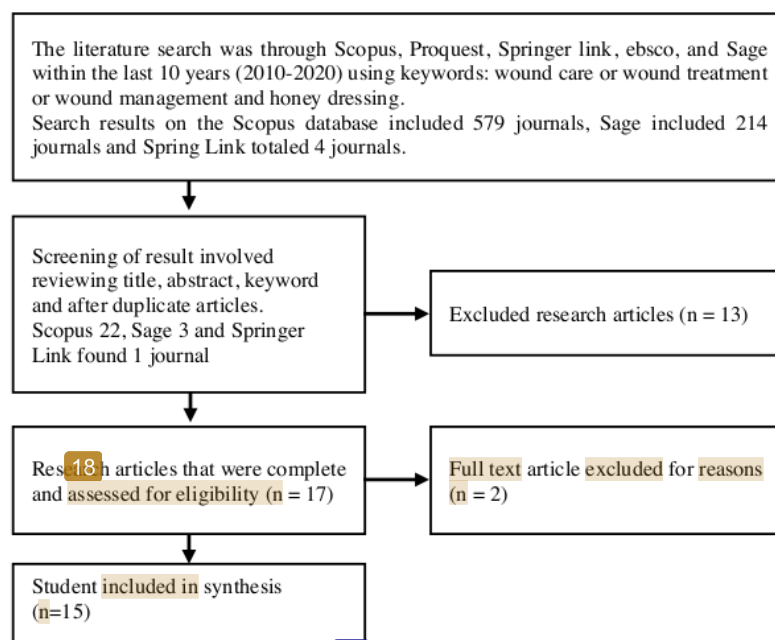 The literature search was through Scopus, Proquest, Springer link, ebsco, and Sage
within the last 10 years (2010-2020) using keywords: wound care or wound treatment
or wound management and honey dressing.
Search results on the Scopus database included 579 journals, Sage included 214
journals and Spring Link totaled 4 journals.
Screening of result involved
reviewing title, abstract, keyword
and after duplicate articles.
Scopus 22, Sage 3 and Springer
Link found 1 journal
Excluded research articles (n = 13)
18
articles that were complete
and assessed for eligibility (n = 17)
Full text article excluded for reasons
(n = 2)
Student included in synthesis
(n=15)